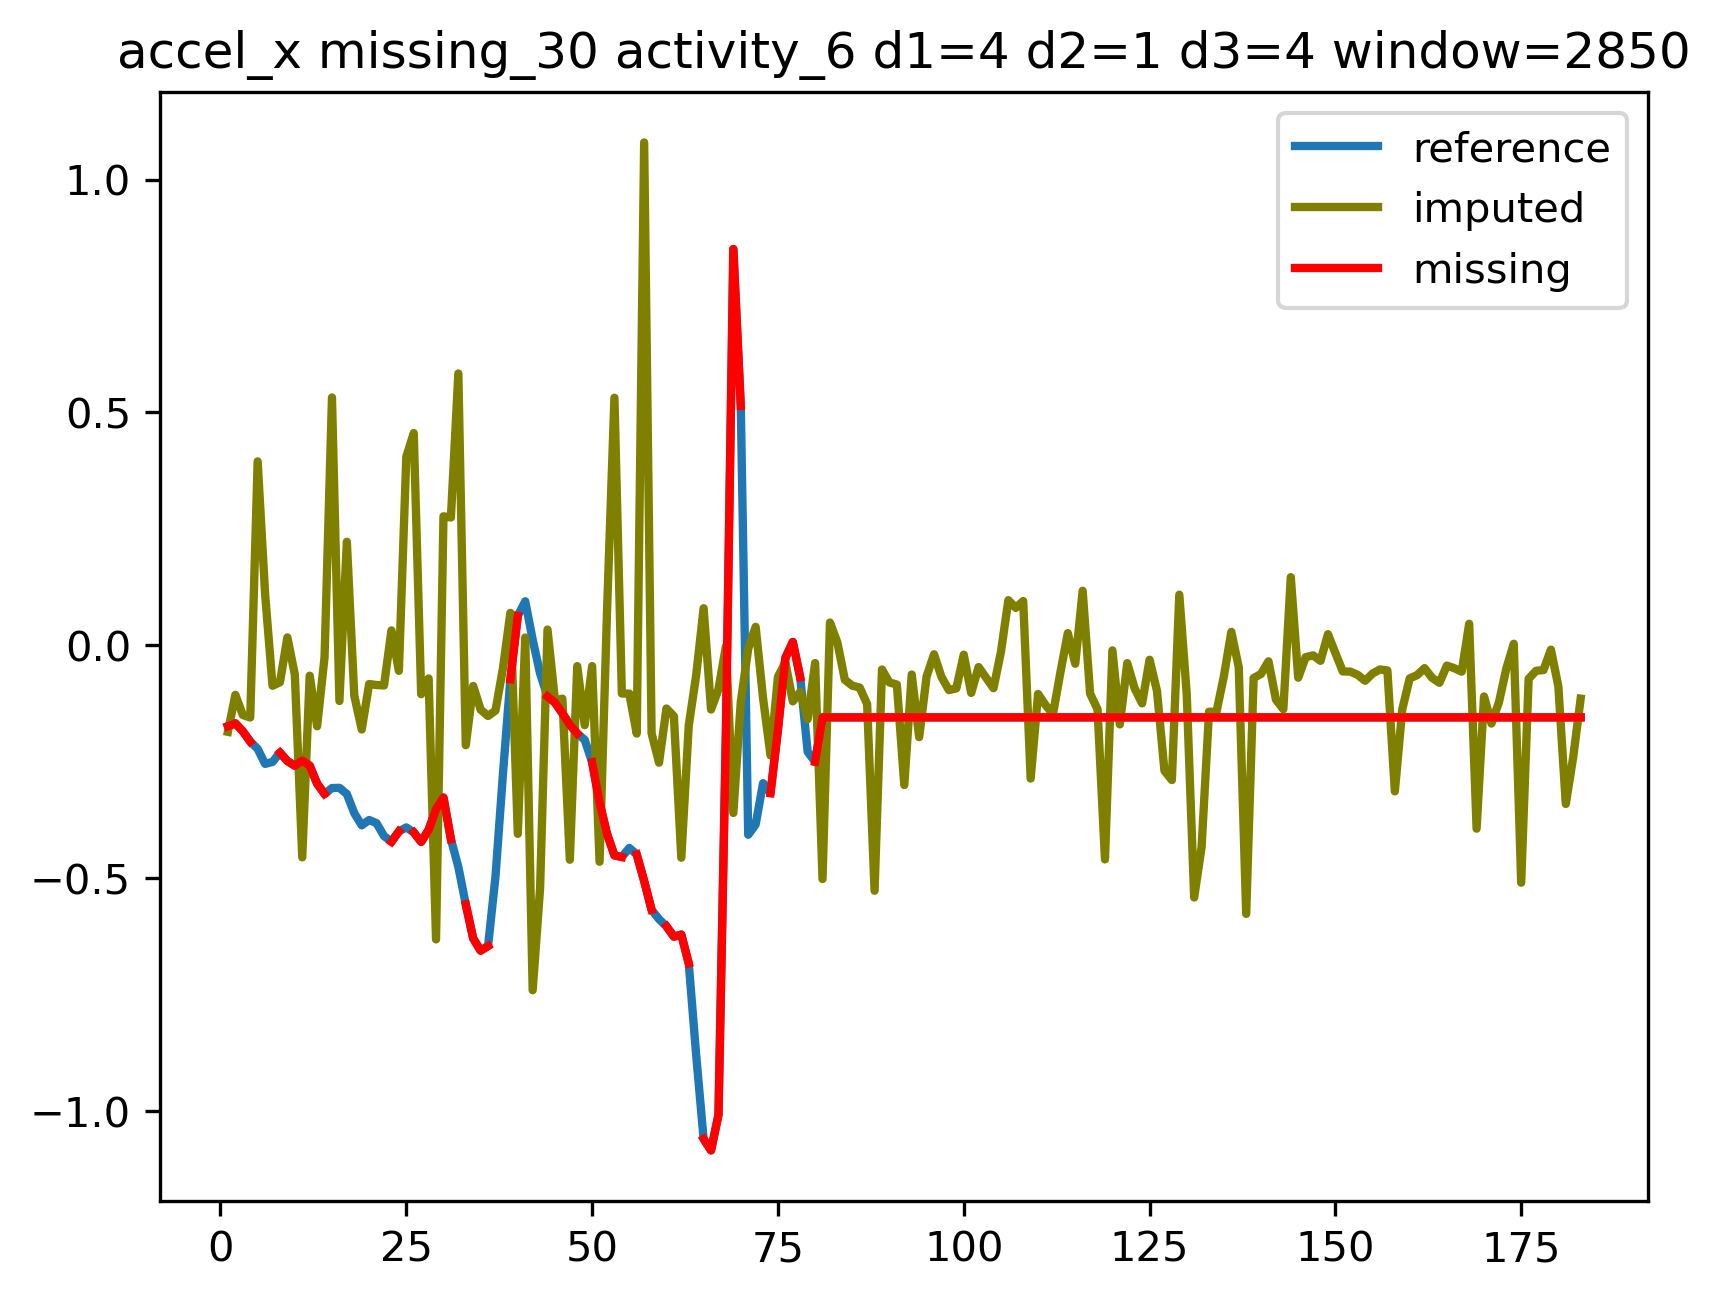 accel_x missing_30 activity_6 d1=4 d2=1 d3=4 window=2850
reference
imputed
missing
1.0
0.5
0.0
−0.5
−1.0
0 25 50 75 100 125 150 175